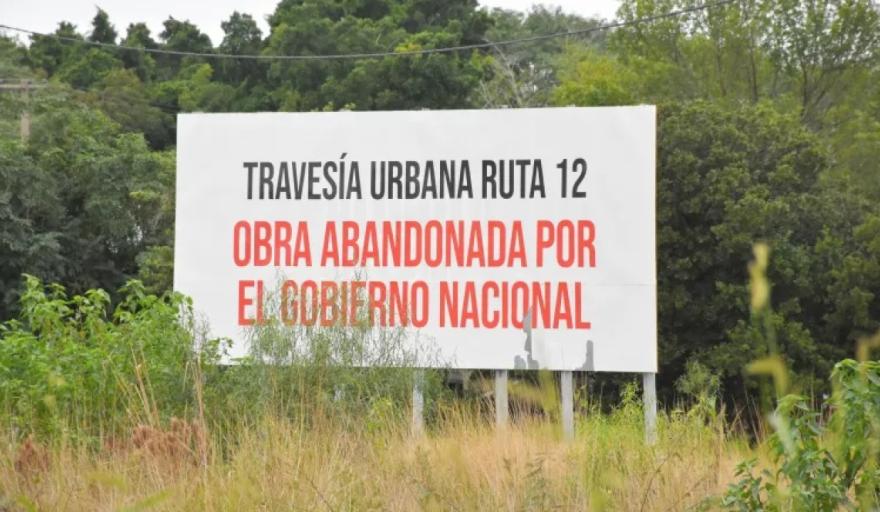 TRAVESÍA URBANA RUTA 12
OBRA ABANDONADA POR
EL GOBIERNO NACIONAL